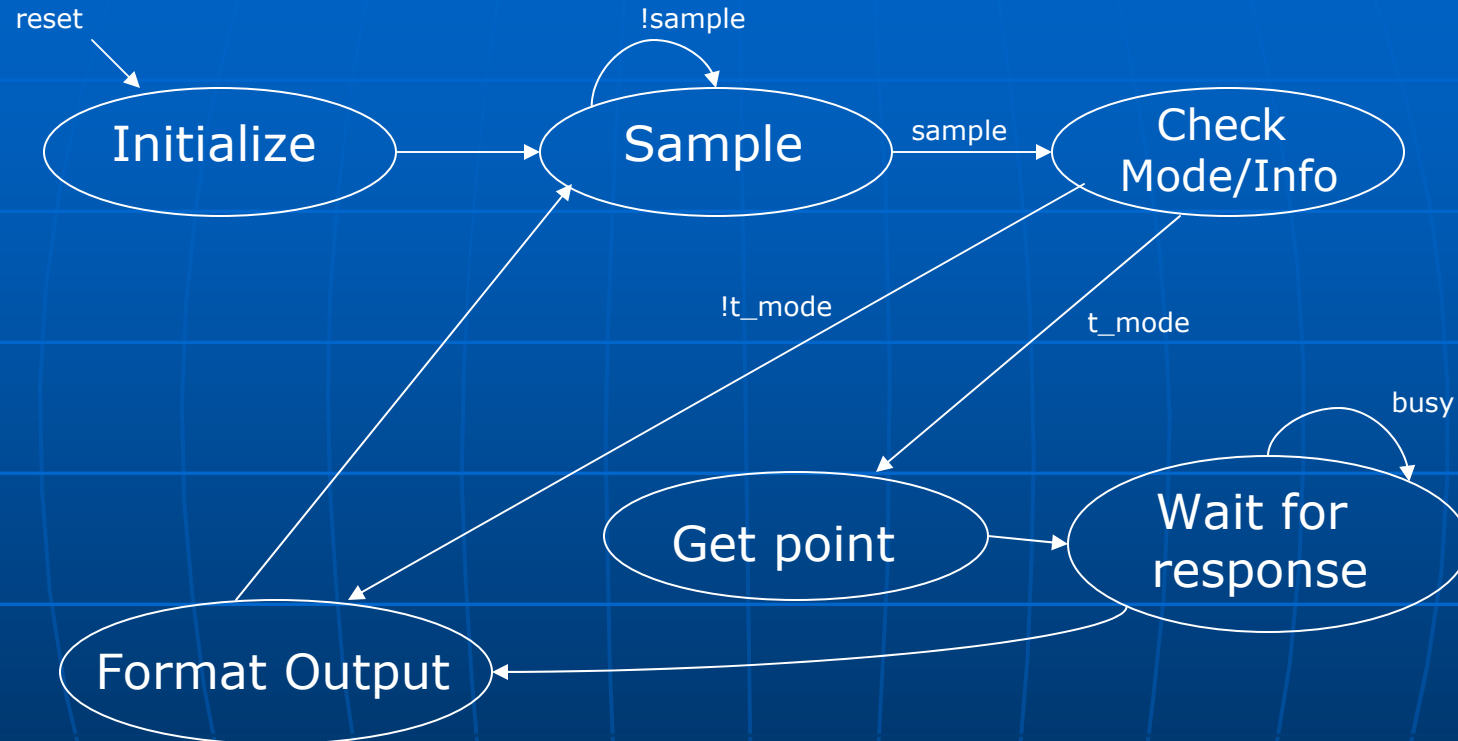 reset
!sample
Initialize
Sample
sample
Check
Mode/Info
!t_mode
t_mode
busy
Get point
Wait for
response
Format Output